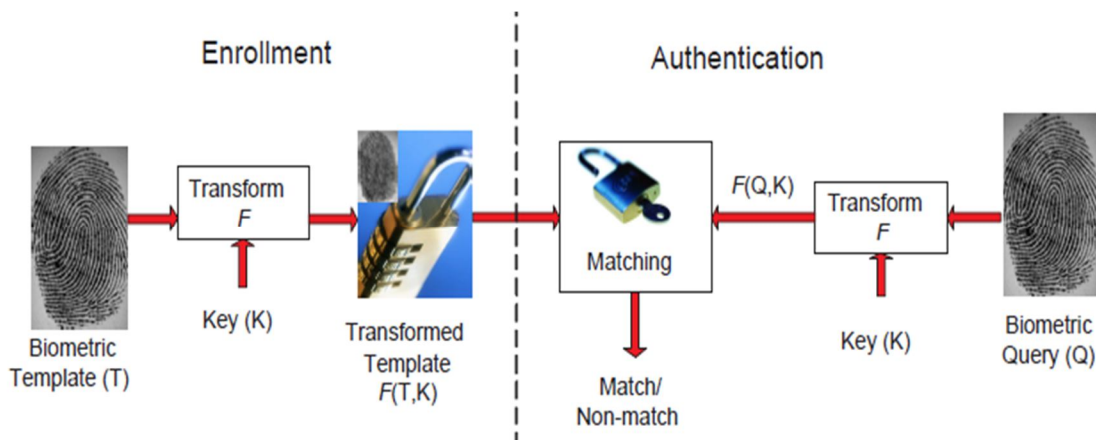 Enrollment
Authentication
Transform
F
Key (K)
Biometric
Template (T)
Transformed
Template
F(T,K)
Matching
Match/
Non-match
F(Q,K)
Transform
F
Key (K)
Biometric
Query (Q)